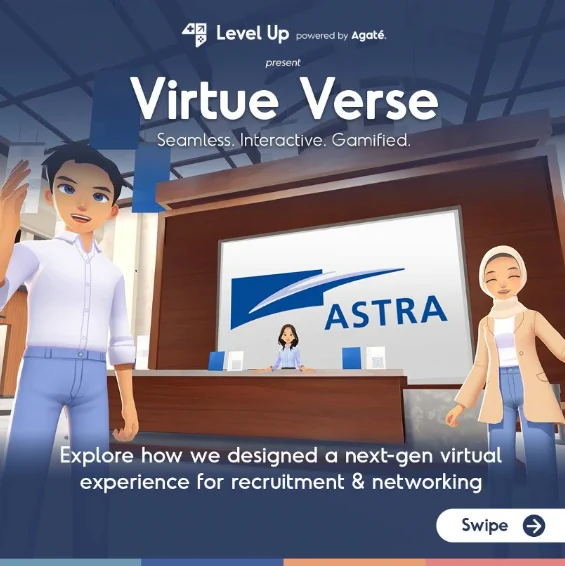 Level Up powered by Agaté.
present
Virtue Verse
Seamless. Interactive. Gamified.
ASTRA
Explore how we designed a next-gen virtual
experience for recruitment & networking
Swipe